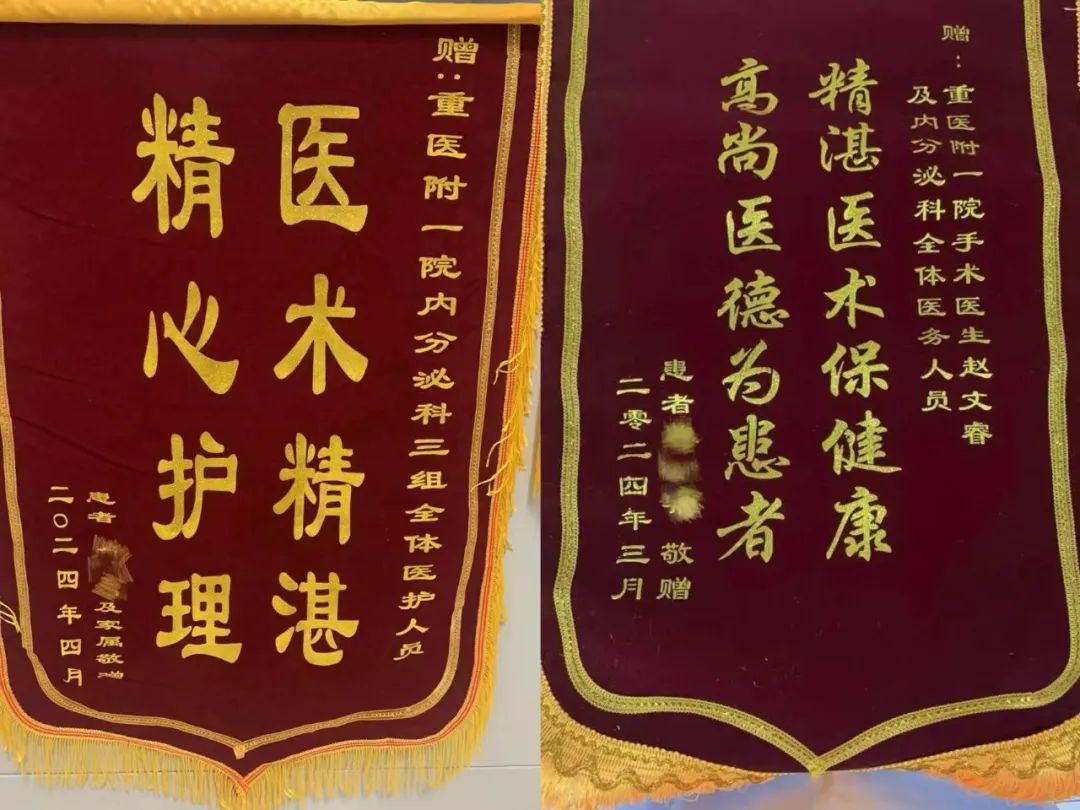 赠：重医附一院内分泌科三组全体医护人员
医术精湛
精心护理
患者
及家属敬赠
二〇二四年四月
赠：重医附一院手术医生赵文睿
及内分泌科全体医务人员
精湛医术保健康
高尚医德为患者
患者
敬赠
二零二四年三月